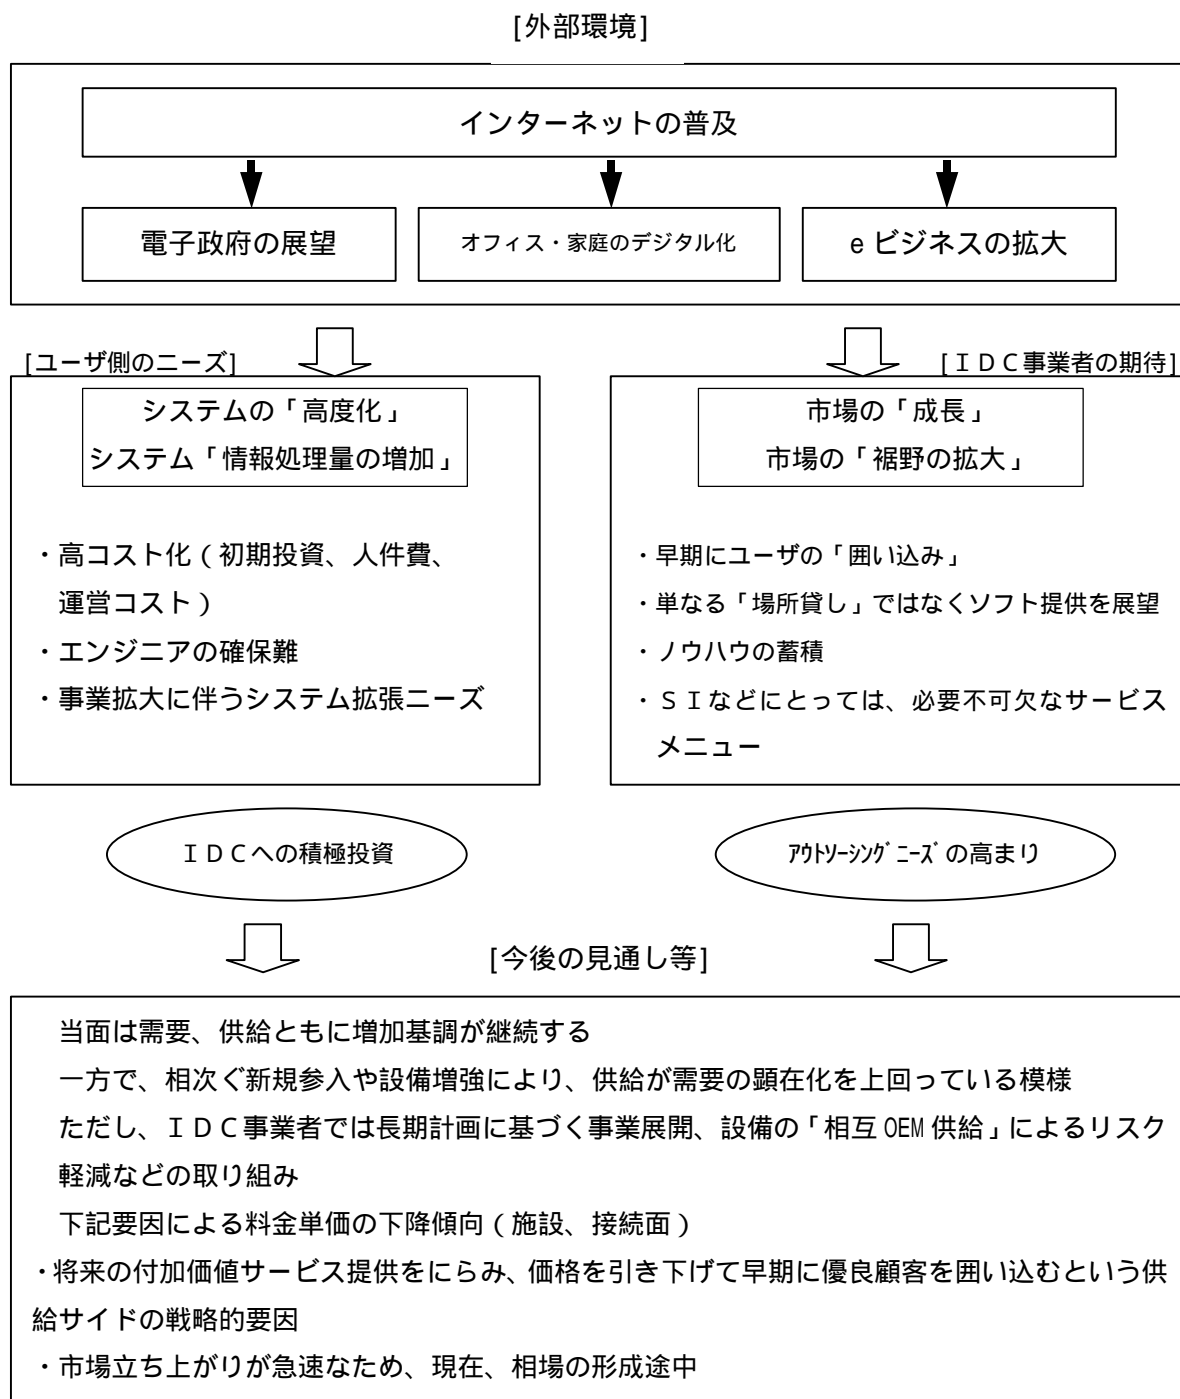 [外部環境]
インターネットの普及
電子政府の展望
オフィス・家庭のデジタル化
e ビジネスの拡大
[ユーザ側のニーズ]
システムの「高度化」
システム「情報処理量の増加」
・高コスト化（初期投資、人件費、
運営コスト）
・エンジニアの確保難
・事業拡大に伴うシステム拡張ニーズ
[ＩＤＣ事業者の期待]
市場の「成長」
市場の「裾野の拡大」
・早期にユーザの「囲い込み」
・単なる「場所貸し」ではなくソフト提供を展望
・ノウハウの蓄積
・ＳＩなどにとっては、必要不可欠なサービス
メニュー
ＩＤＣへの積極投資
ｱｳﾄｿｰｼﾝｸﾞﾆｰｽﾞの高まり
[今後の見通し等]
当面は需要、供給ともに増加基調が継続する
一方で、相次ぐ新規参入や設備増強により、供給が需要の顕在化を上回っている模様
ただし、ＩＤＣ事業者では長期計画に基づく事業展開、設備の「相互 OEM 供給」によるリスク
軽減などの取り組み
下記要因による料金単価の下降傾向（施設、接続面）
・将来の付加価値サービス提供をにらみ、価格を引き下げて早期に優良顧客を囲い込むという供
給サイドの戦略的要因
・市場立ち上がりが急速なため、現在、相場の形成途中